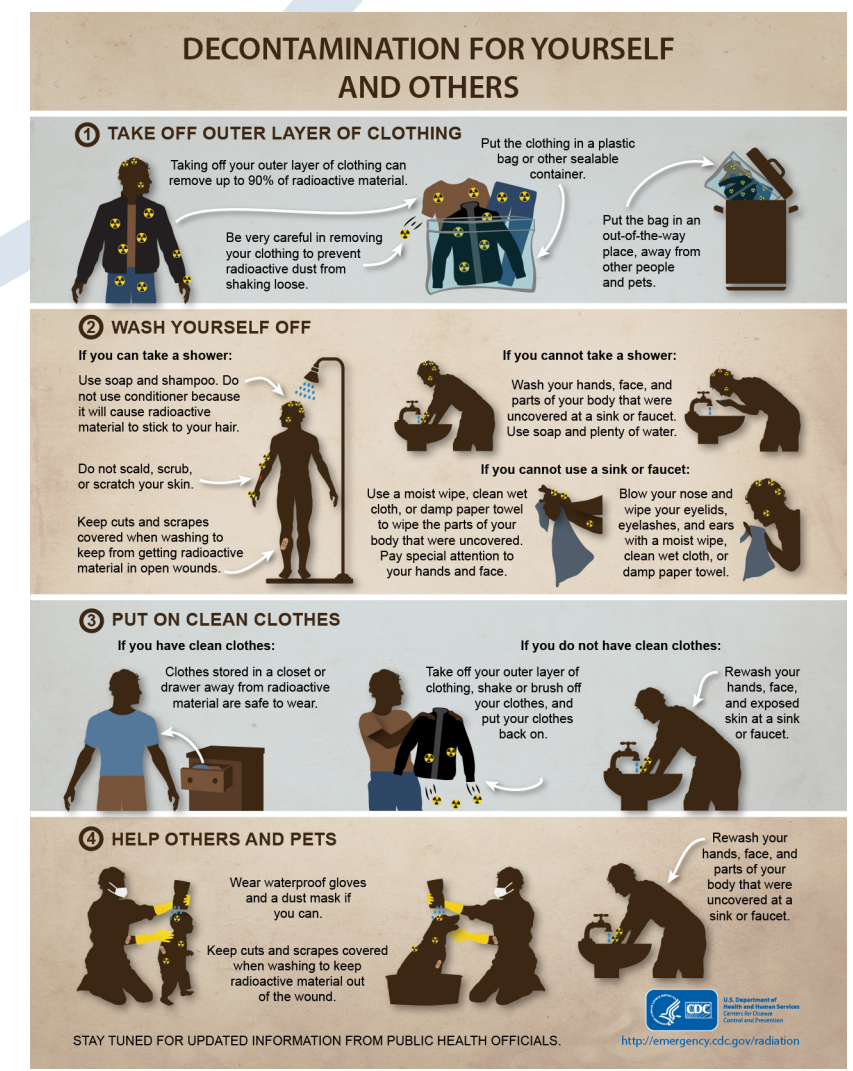 DECONTAMINATION FOR YOURSELF
AND OTHERS
1 TAKE OFF OUTER LAYER OF CLOTHING
Taking off your outer layer of clothing can
remove up to 90% of radioactive material.
Be very careful in removing
your clothing to prevent
radioactive dust from
shaking loose.
Put the clothing in a plastic
bag or other sealable
container.
Put the bag in an
out-of-the-way
place, away from
other people
and pets.
2 WASH YOURSELF OFF
If you can take a shower:
Use soap and shampoo. Do
not use conditioner because
it will cause radioactive
material to stick to your hair.
Do not scald, scrub,
or scratch your skin.
Keep cuts and scrapes
covered when washing to
keep from getting radioactive
material in open wounds.
If you cannot take a shower:
Wash your hands, face, and
parts of your body that were
uncovered at a sink or faucet.
Use soap and plenty of water.
If you cannot use a sink or faucet:
Use a moist wipe, clean wet
cloth, or damp paper towel
to wipe the parts of your
body that were uncovered.
Pay special attention to
your hands and face.
Blow your nose and
wipe your eyelids,
eyelashes, and ears
with a moist wipe,
clean wet cloth, or
damp paper towel.
3 PUT ON CLEAN CLOTHES
If you have clean clothes:
Clothes stored in a closet or
drawer away from radioactive
material are safe to wear.
If you do not have clean clothes:
Take off your outer layer of
clothing, shake or brush off
your clothes, and
put your clothes
back on.
Rewash your
hands, face,
and exposed
skin at a sink
or faucet.
4 HELP OTHERS AND PETS
Wear waterproof gloves
and a dust mask if
you can.
Keep cuts and scrapes covered
when washing to keep
radioactive material out
of the wound.
Rewash your
hands, face, and
parts of your
body that were
uncovered at a
sink or faucet.
CDC
U.S. Department of
Health and Human Services
Centers for Disease
Control and Prevention
STAY TUNED FOR UPDATED INFORMATION FROM PUBLIC HEALTH OFFICIALS.
http://emergency.cdc.gov/radiation